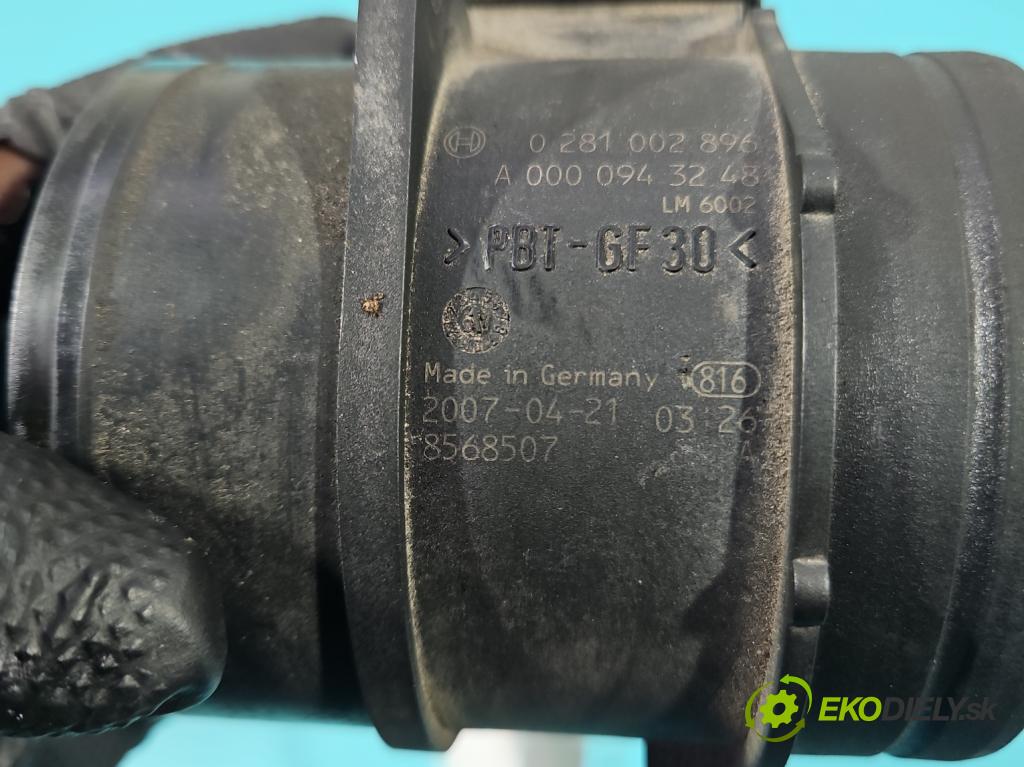 0 281 002 896
A 000 094 32 48
LM 6002
>PBT-GF30<
Made in Germany 816
2007-04-21 03:26
8568507 A
EKODIELY.sk